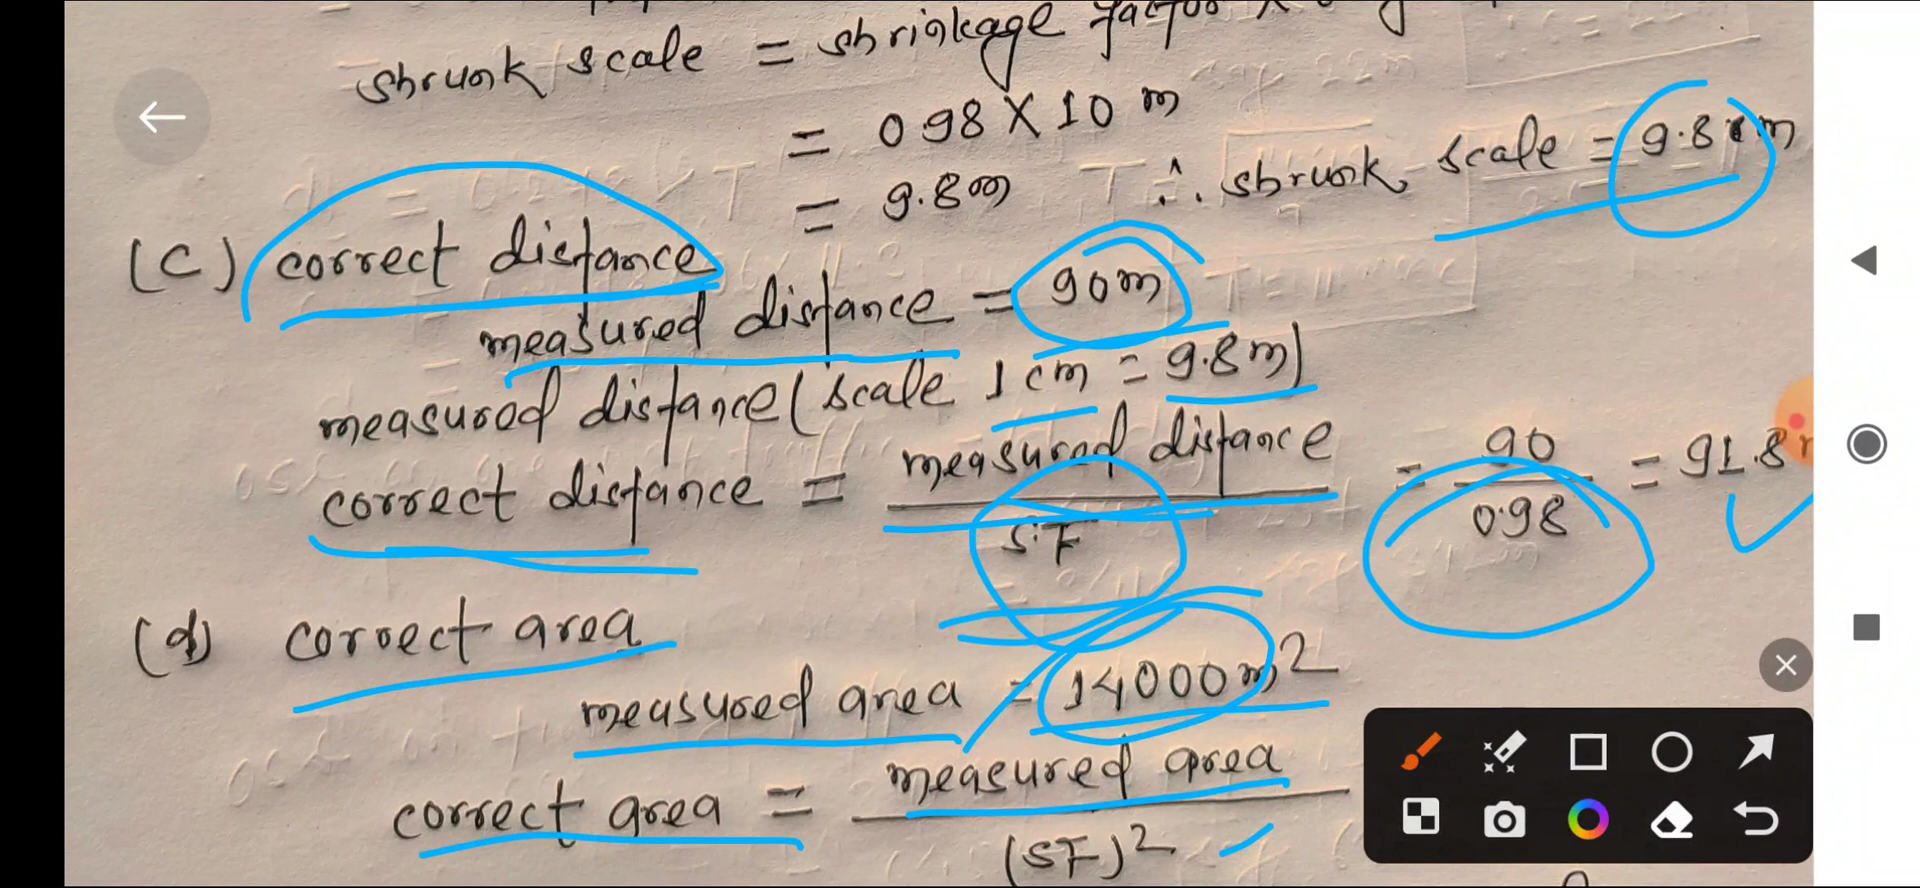 shrunk scale = shrinkage factor X
= 0.98 X 10 m
= 9.8m ∴ shrunk scale = 9.8 m
(C) correct distance
measured distance = 90m
measured distance (scale 1 cm = 9.8m)
correct distance = measured distance / S.F = 90 / 0.98 = 91.8
(d) correct area
measured area = 14000m²
correct area = measured area / (SF)²